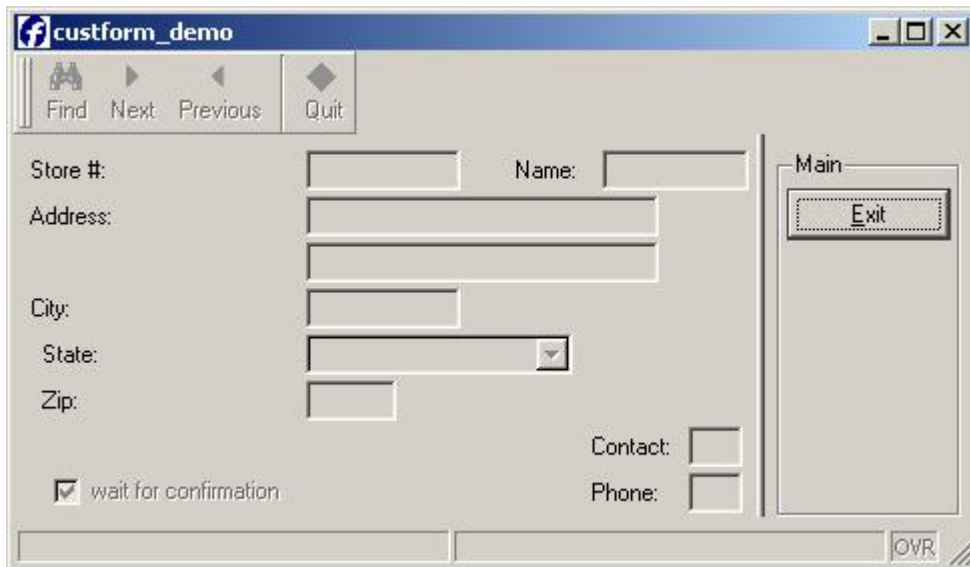 custform_demo
Find Next Previous Quit
Store #: Name:
Main
Exit
Address:
City:
State:
Zip:
Contact:
wait for confirmation
Phone:
OVR